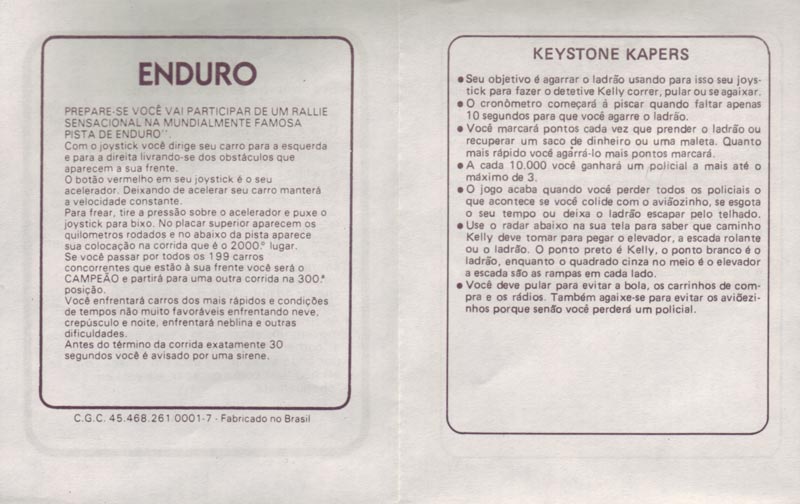 ENDURO
PREPARE-SE VOCÊ VAI PARTICIPAR DE UM RALLIE
SENSACIONAL NA MUNDIALMENTE FAMOSA
PISTA DE ENDURO''.
Com o joystick você dirige seu carro para a esquerda
e para a direita livrando-se dos obstáculos que
aparecem a sua frente.
O botão vermelho em seu joystick é o seu
acelerador. Deixando de acelerar seu carro manterá
a velocidade constante.
Para frear, tire a pressão sobre o acelerador e puxe o
joystick para bixo. No placar superior aparecem os
quilometros rodados e no abaixo da pista aparece
sua colocação na corrida que é o 2000.º lugar.
Se você passar por todos os 199 carros
concorrentes que estão à sua frente você será o
CAMPEÃO e partirá para uma outra corrida na 300.ª
posição.
Você enfrentará carros dos mais rápidos e condições
de tempos não muito favoráveis enfrentando neve,
crepúsculo e noite, enfrentará neblina e outras
dificuldades.
Antes do término da corrida exatamente 30
segundos você é avisado por uma sirene.
C.G.C. 45.468.261 0001-7 - Fabricado no Brasil
KEYSTONE KAPERS
● Seu objetivo é agarrar o ladrão usando para isso seu joys-
tick para fazer o detetive Kelly correr, pular ou se agaixar.
● O cronômetro começará à piscar quando faltar apenas
10 segundos para que você agarre o ladrão.
● Você marcará pontos cada vez que prender o ladrão ou
recuperar um saco de dinheiro ou uma maleta. Quanto
mais rápido você agárrá-lo mais pontos marcará.
● A cada 10.000 você ganhará um policial a mais até o
máximo de 3.
● O jogo acaba quando você perder todos os policiais o
que acontece se você colide com o aviãozinho, se esgota
o seu tempo ou deixa o ladrão escapar pelo telhado.
● Use o radar abaixo na sua tela para saber que caminho
Kelly deve tomar para pegar o elevador, a escada rolante
ou o ladrão. O ponto preto é Kelly, o ponto branco é o
ladrão, enquanto o quadrado cinza no meio é o elevador
a escada são as rampas em cada lado.
● Você deve pular para evitar a bola, os carrinhos de com-
pra e os rádios. Também agaixe-se para evitar os aviõezi-
nhos porque senão você perderá um policial.